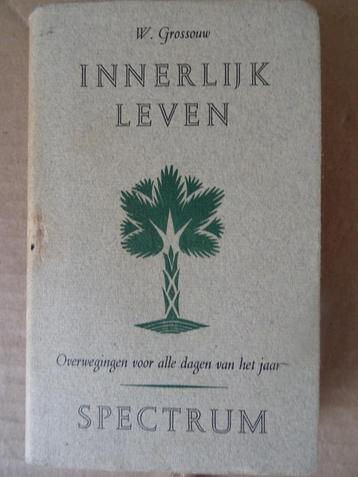 W. Grossouw
INNERLIJK
LEVEN
Overwegingen voor alle dagen van het jaar
SPECTRUM